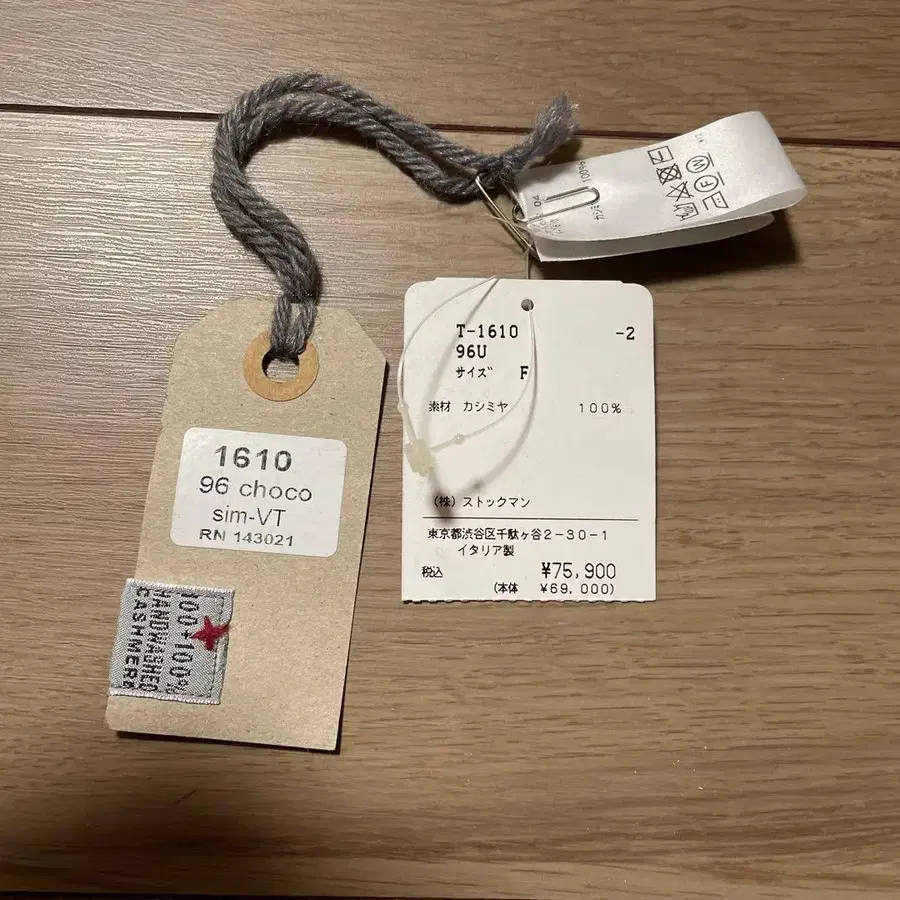 1610
96 choco
sim-VT
RN 143021
100+100%
HANDWASHED
CASHMERE
T-1610 -2
96U
サイズ F
素材 カシミヤ 100%
(株)ストックマン
東京都渋谷区千駄ヶ谷2-30-1
イタリア製
税込 ¥75,900
(本体 ¥69,000)
W
F